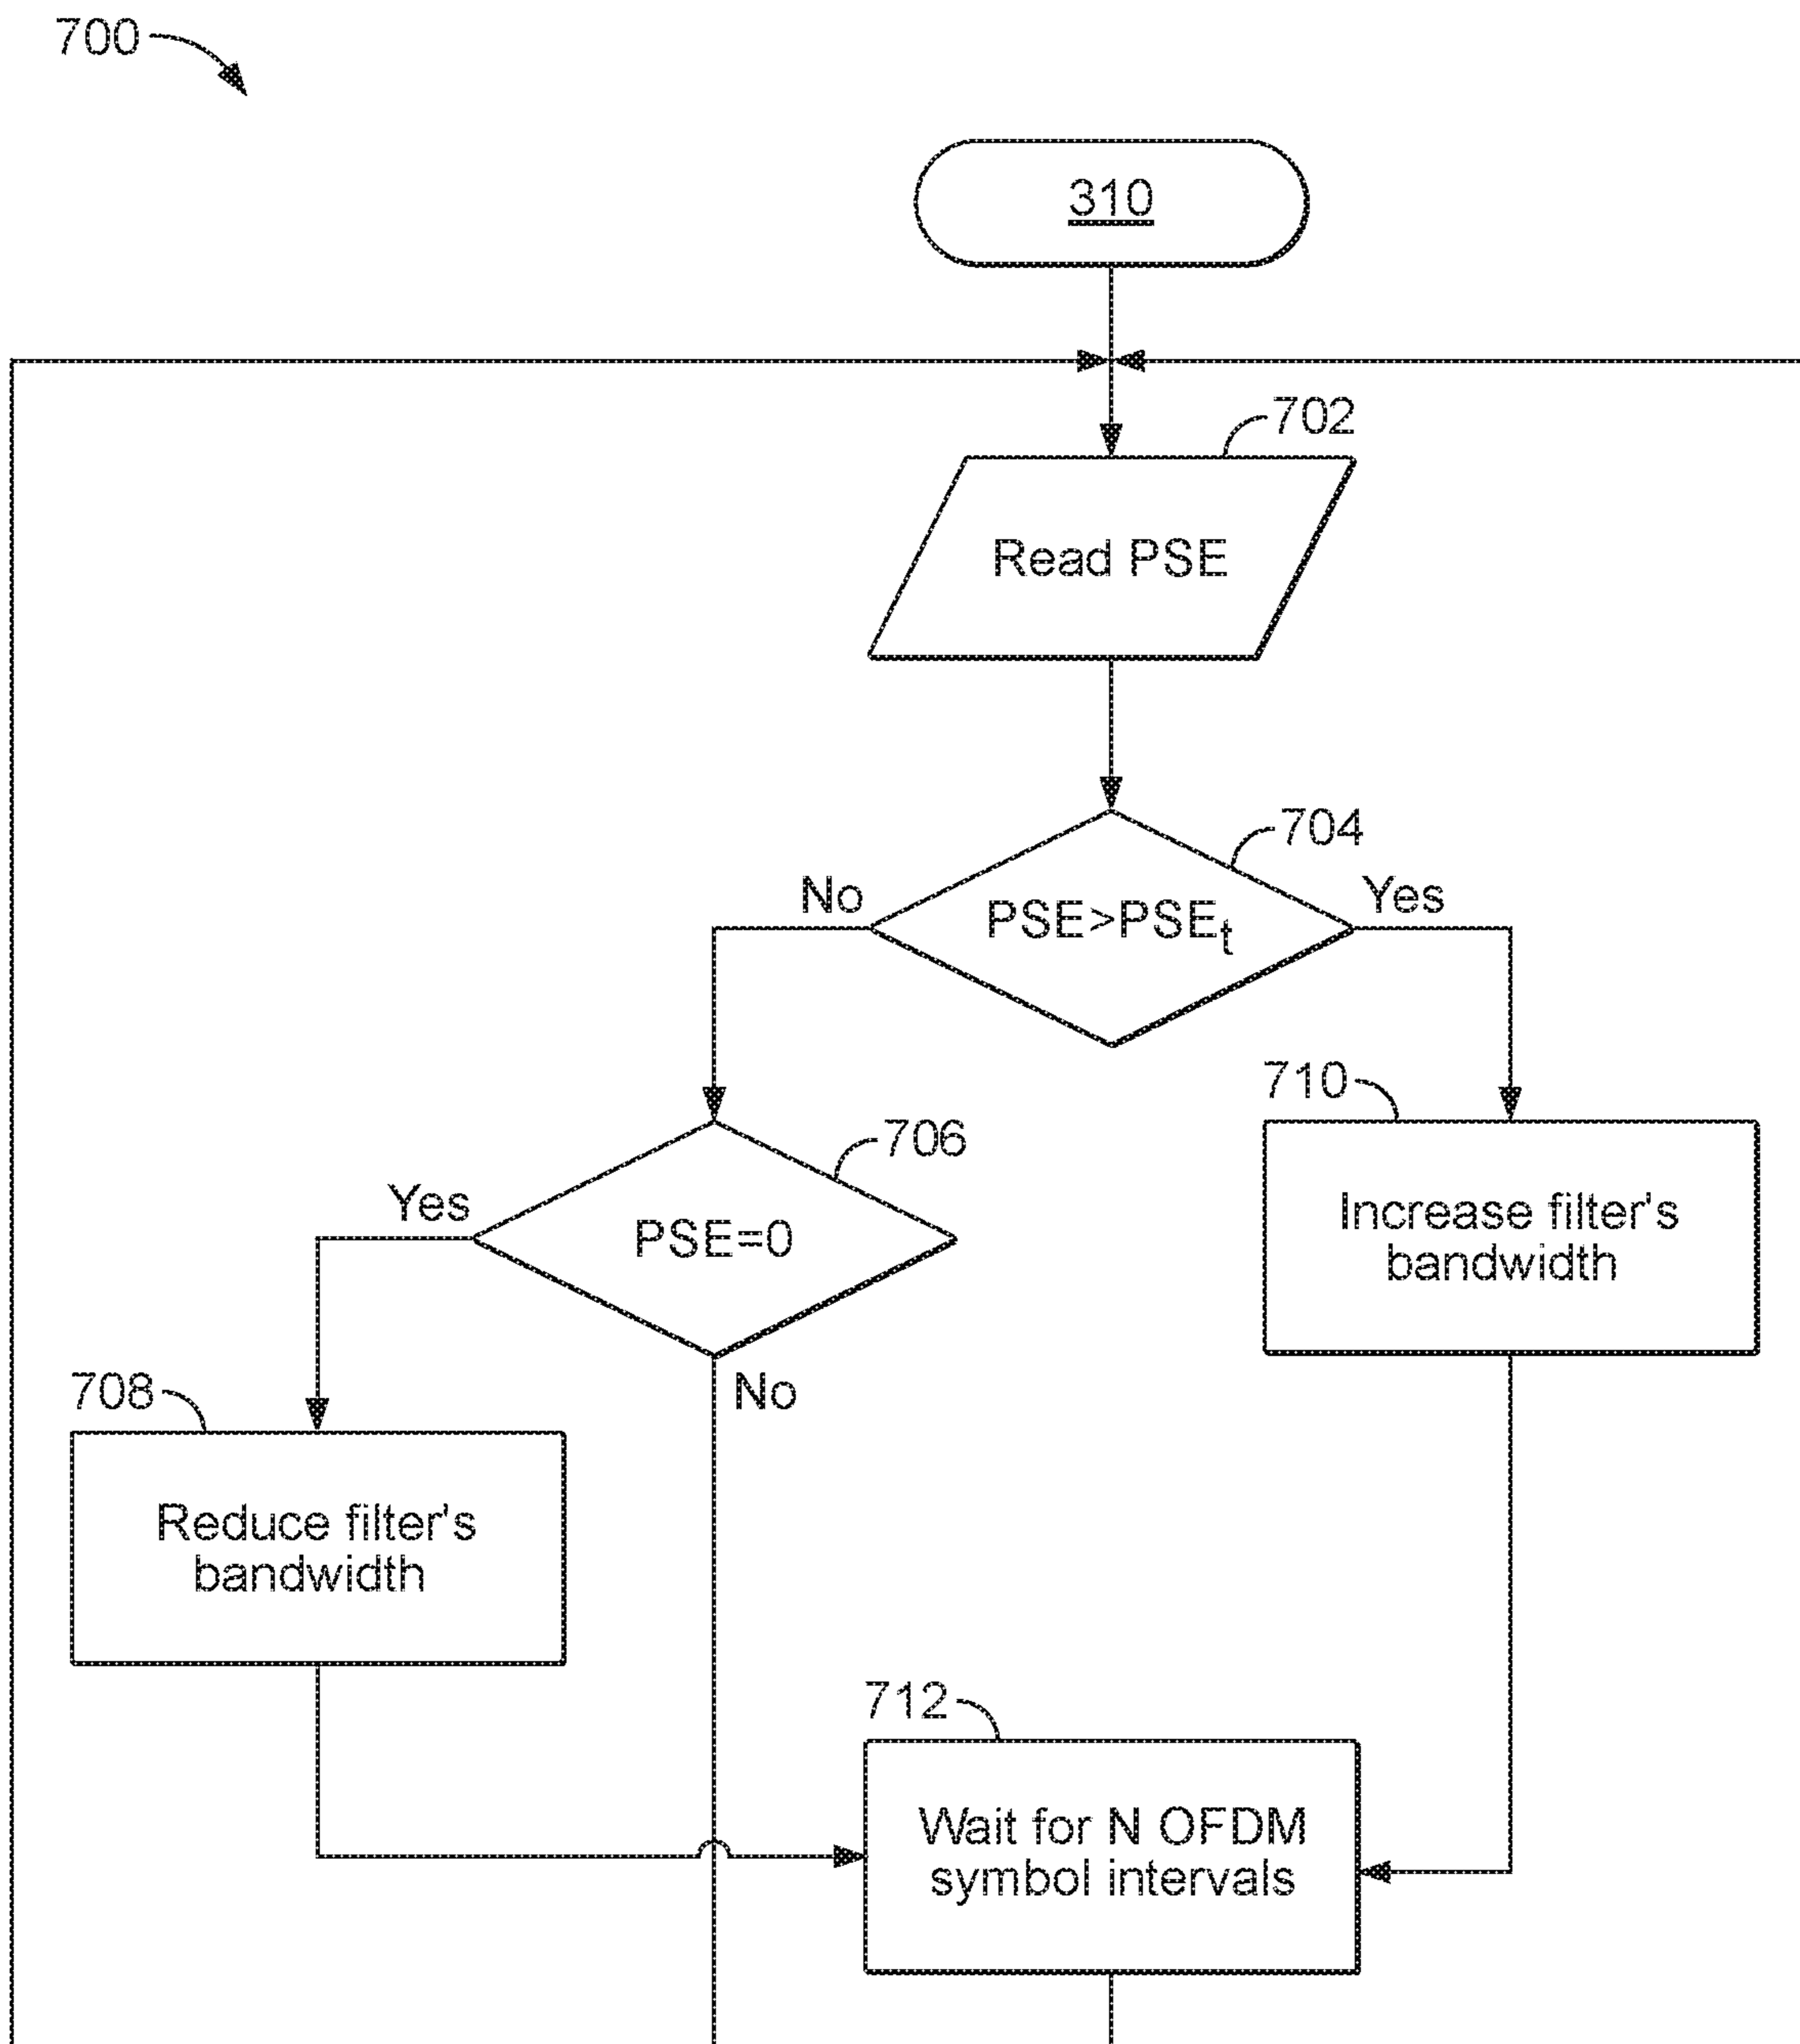 700
310
702
Read PSE
704
No
PSE>PSEt
Yes
710
706
Yes
PSE=0
Increase filter's
bandwidth
708
No
Reduce filter's
bandwidth
712
Wait for N OFDM
symbol intervals